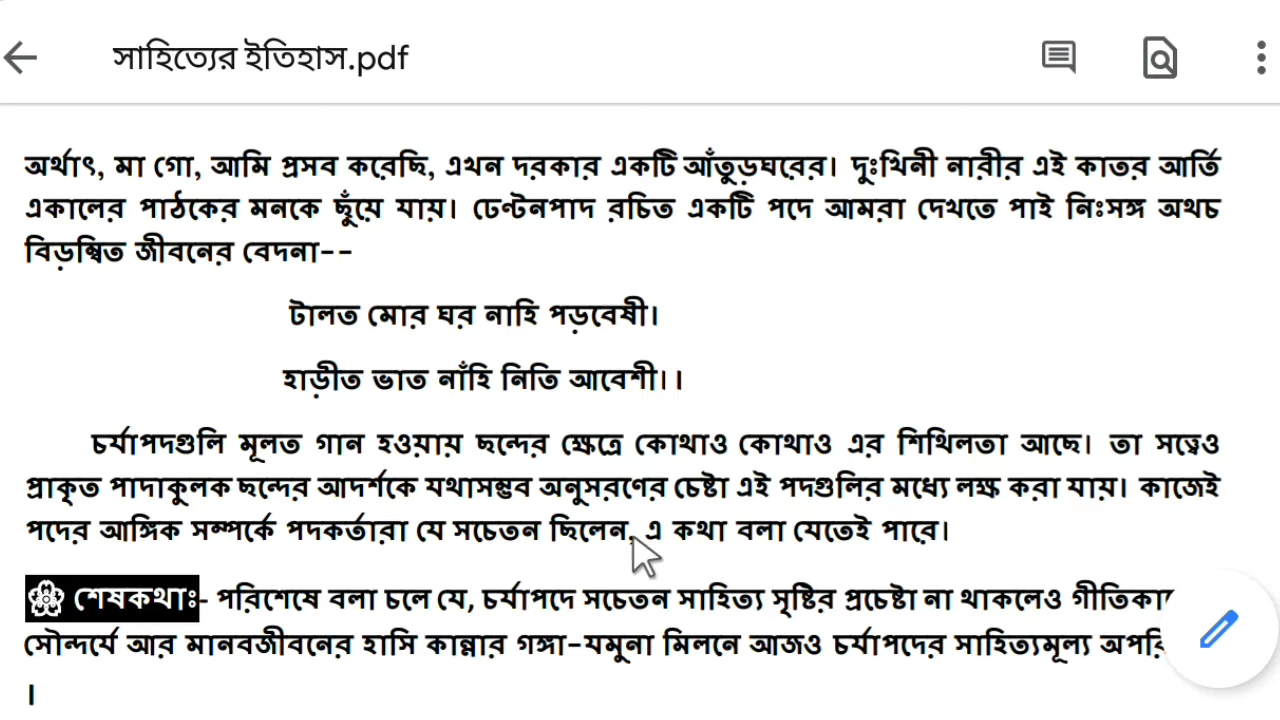 সাহিত্যের ইতিহাস.pdf
অর্থাৎ, মা গো, আমি প্রসব করেছি, এখন দরকার একটি আঁতুড়ঘরের। দুঃখিনী নারীর এই কাতর আর্তি
একালের পাঠকের মনকে ছুঁয়ে যায়। ঢেণ্টনপাদ রচিত একটি পদে আমরা দেখতে পাই নিঃসঙ্গ অথচ
বিড়ম্বিত জীবনের বেদনা--
টালত মোর ঘর নাহি পড়বেষী।
হাড়ীত ভাত নাঁহি নিতি আবেশী।।
চর্যাপদগুলি মূলত গান হওয়ায় ছন্দের ক্ষেত্রে কোথাও কোথাও এর শিথিলতা আছে। তা সত্ত্বেও
প্রাকৃত পাদাকুলক ছন্দের আদর্শকে যথাসম্ভব অনুসরণের চেষ্টা এই পদগুলির মধ্যে লক্ষ করা যায়। কাজেই
পদের আঙ্গিক সম্পর্কে পদকর্তারা যে সচেতন ছিলেন, এ কথা বলা যেতেই পারে।
শেষকথাঃ- পরিশেষে বলা চলে যে, চর্যাপদে সচেতন সাহিত্য সৃষ্টির প্রচেষ্টা না থাকলেও
সৌন্দর্যে আর মানবজীবনের হাসি কান্নার গঙ্গা-যমুনা মিলনে আজও চর্যাপদের সাহিত্যমূল্য
।